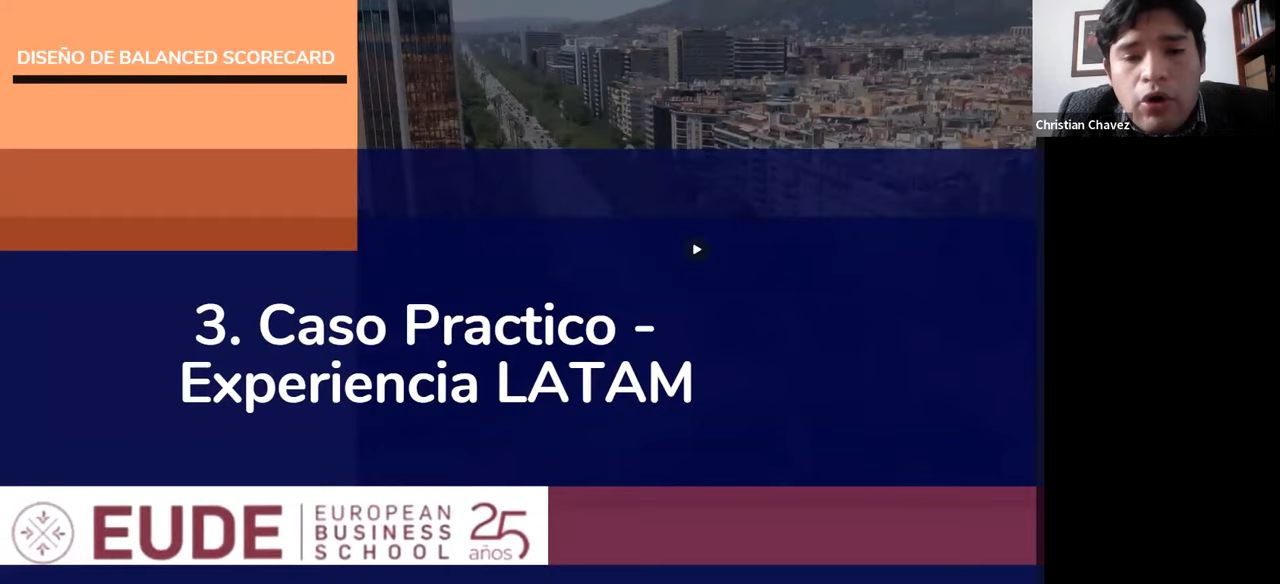 DISEÑO DE BALANCED SCORECARD
Christian Chavez
3. Caso Practico -
Experiencia LATAM
EUDE
EUROPEAN
BUSINESS
SCHOOL
25
años